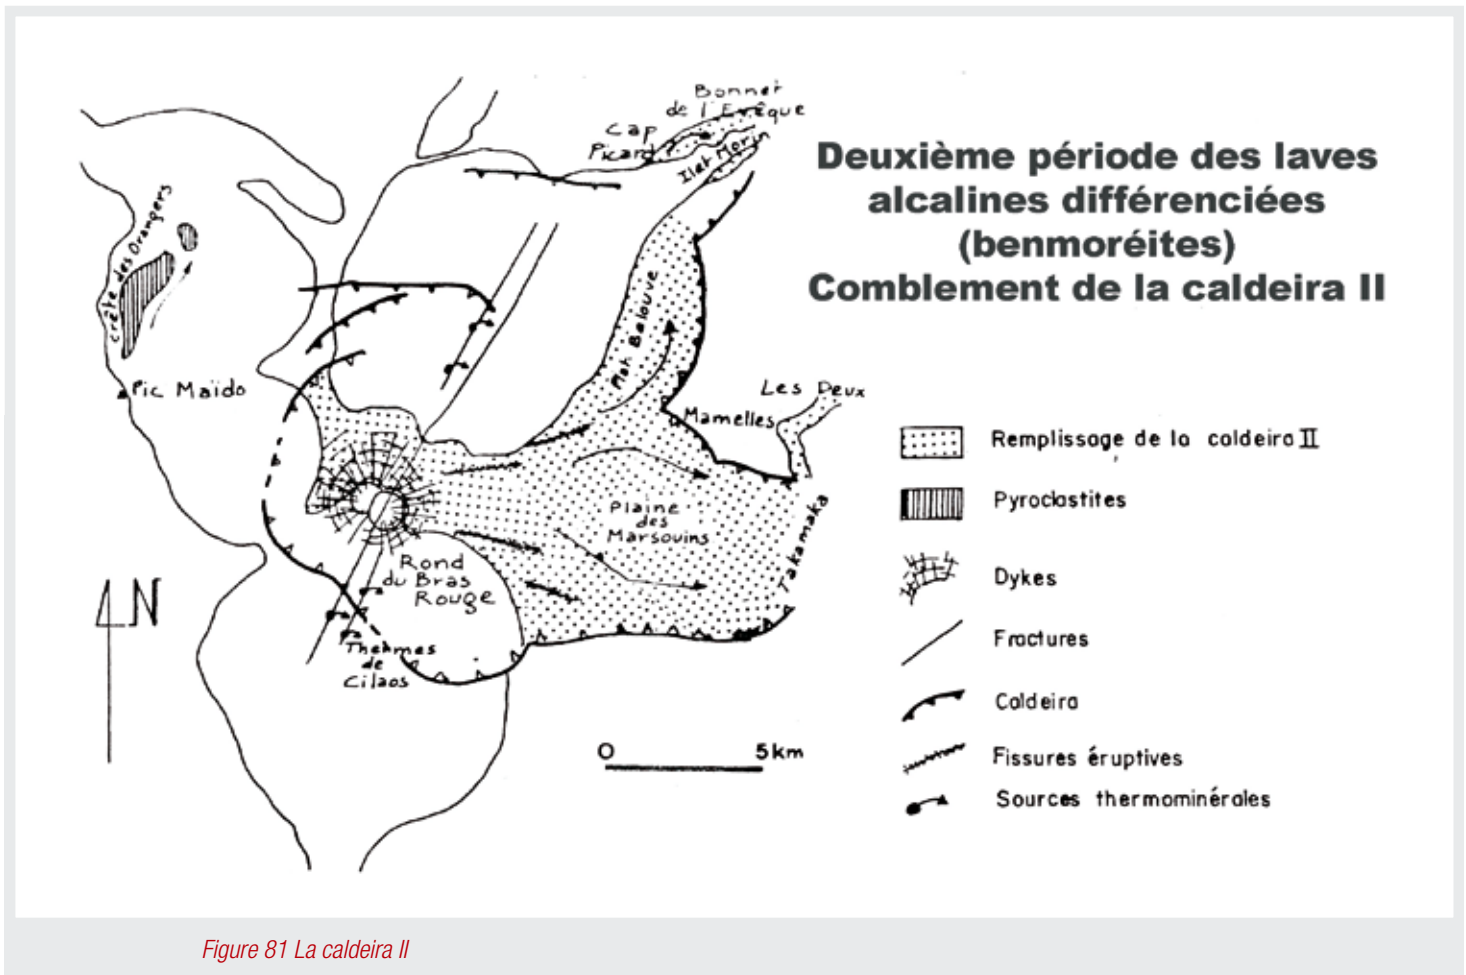 Bonnet
de l'Evêque
Cap
Picard
Ilet Morin
Deuxième période des laves
alcalines différenciées
(benmoréites)
Comblement de la caldeira II
Crête des Orangers
Pic Maïdo
Plat Belouve
Les Deux
Mamelles
Plaine
des
Marsouins
Takamaka
Rond
du Bras
Rouge
Thermes
de
Cilaos
N
O 5km
Remplissage de la caldeira II
Pyroclastites
Dykes
Fractures
Caldeira
Fissures éruptives
Sources thermominérales
Figure 81 La caldeira II